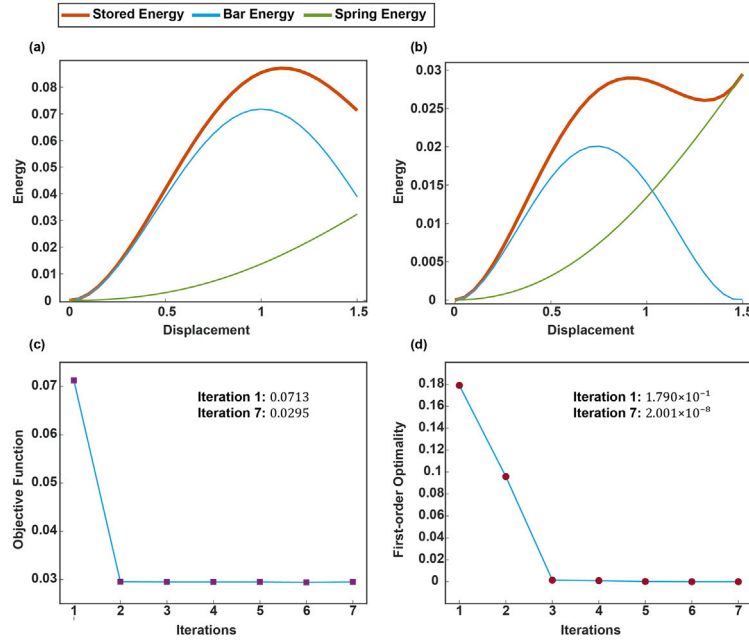 Stored Energy Bar Energy Spring Energy
(a)
0.08
0.07
0.06
0.05
0.04
0.03
0.02
0.01
0
Energy
0 0.5 1 1.5
Displacement
(b)
0.03
0.025
0.02
0.015
0.01
0.005
0
Energy
0 0.5 1 1.5
Displacement
(c)
0.07
0.06
0.05
0.04
0.03
Objective Function
Iteration 1: 0.0713
Iteration 7: 0.0295
1 2 3 4 5 6 7
Iterations
(d)
0.18
0.16
0.14
0.12
0.1
0.08
0.06
0.04
0.02
0
First-order Optimality
Iteration 1: 1.790×10⁻¹
Iteration 7: 2.001×10⁻⁸
1 2 3 4 5 6 7
Iterations